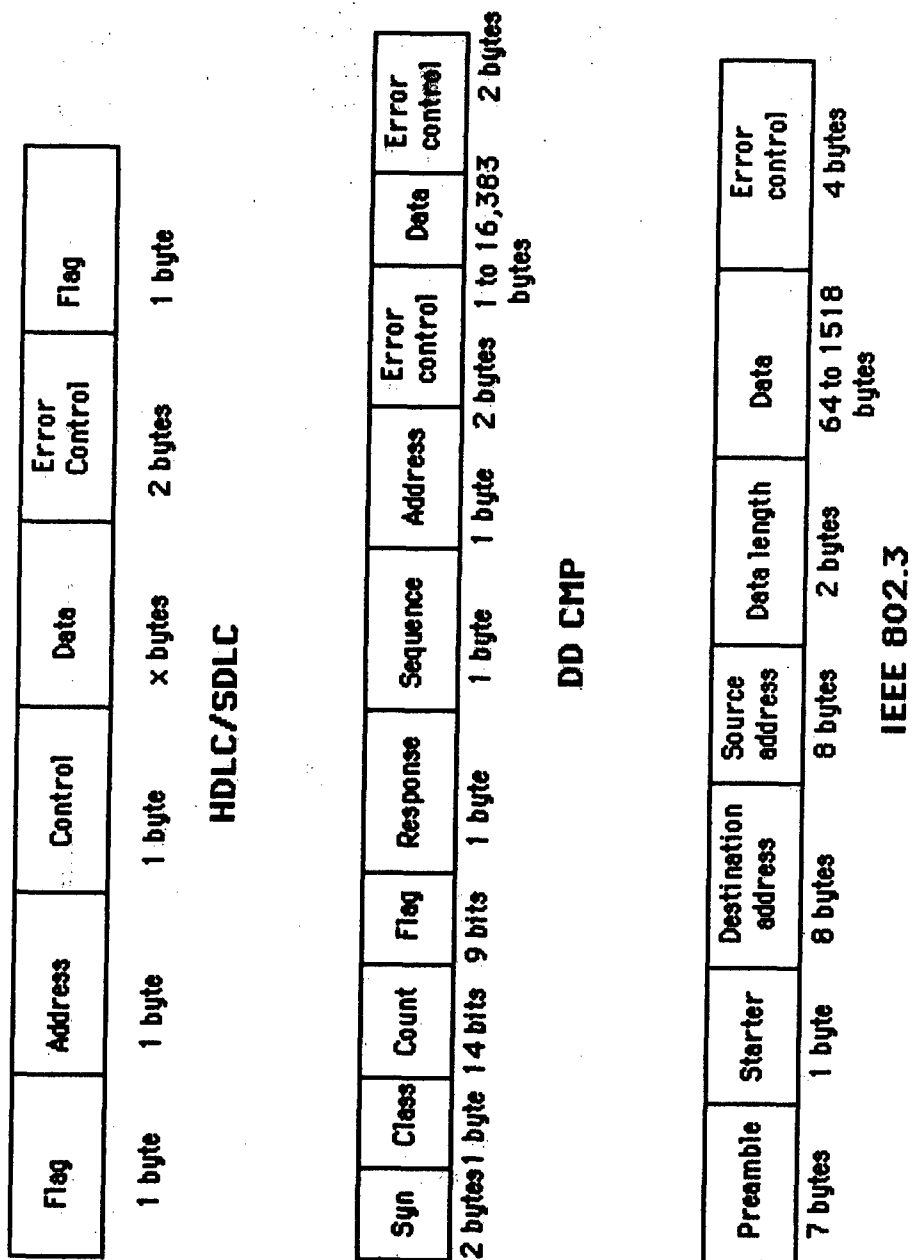 Flag Address Control Data Error Control Flag
1 byte 1 byte 1 byte x bytes 2 bytes 1 byte
HDLC/SDLC
Syn Class Count Flag Response Sequence Address Error control Data Error control
2 bytes 1 byte 14 bits 9 bits 1 byte 1 byte 1 byte 2 bytes 1 to 16,383 bytes 2 bytes
DD CMP
Preamble Starter Destination address Source address Data length Data Error control
7 bytes 1 byte 8 bytes 8 bytes 2 bytes 64 to 1518 bytes 4 bytes
IEEE 802.3